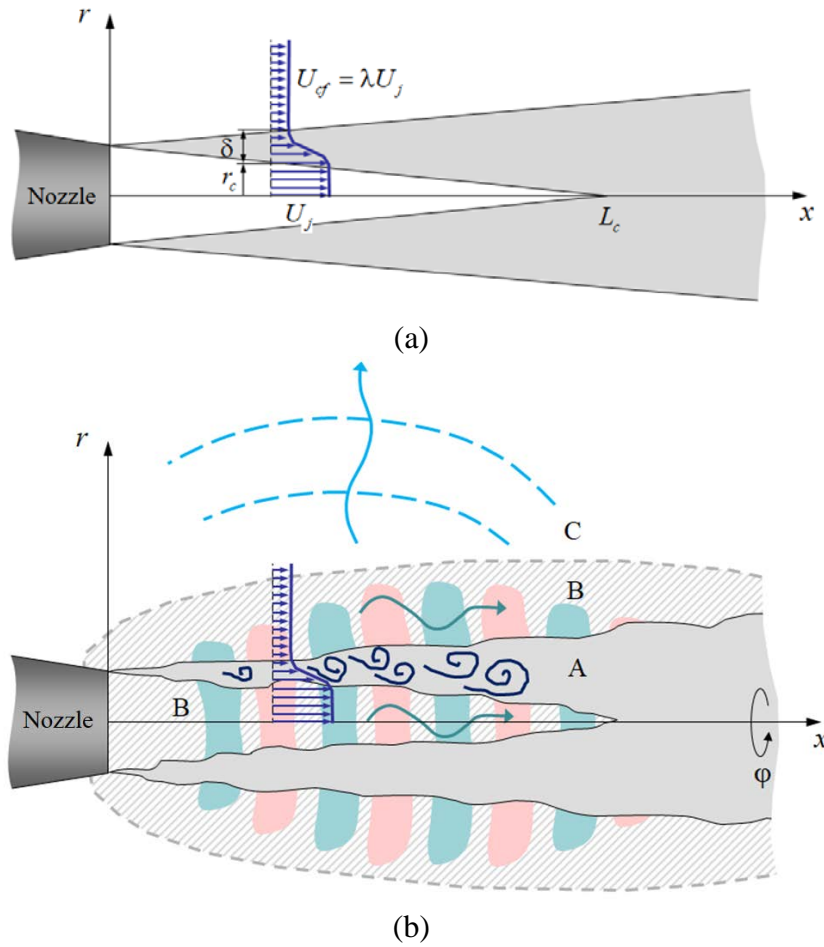 r
U_cf = λU_j
δ
r_c
Nozzle
U_j
L_c
x
(a)
r
C
B
A
B
Nozzle
x
φ
(b)